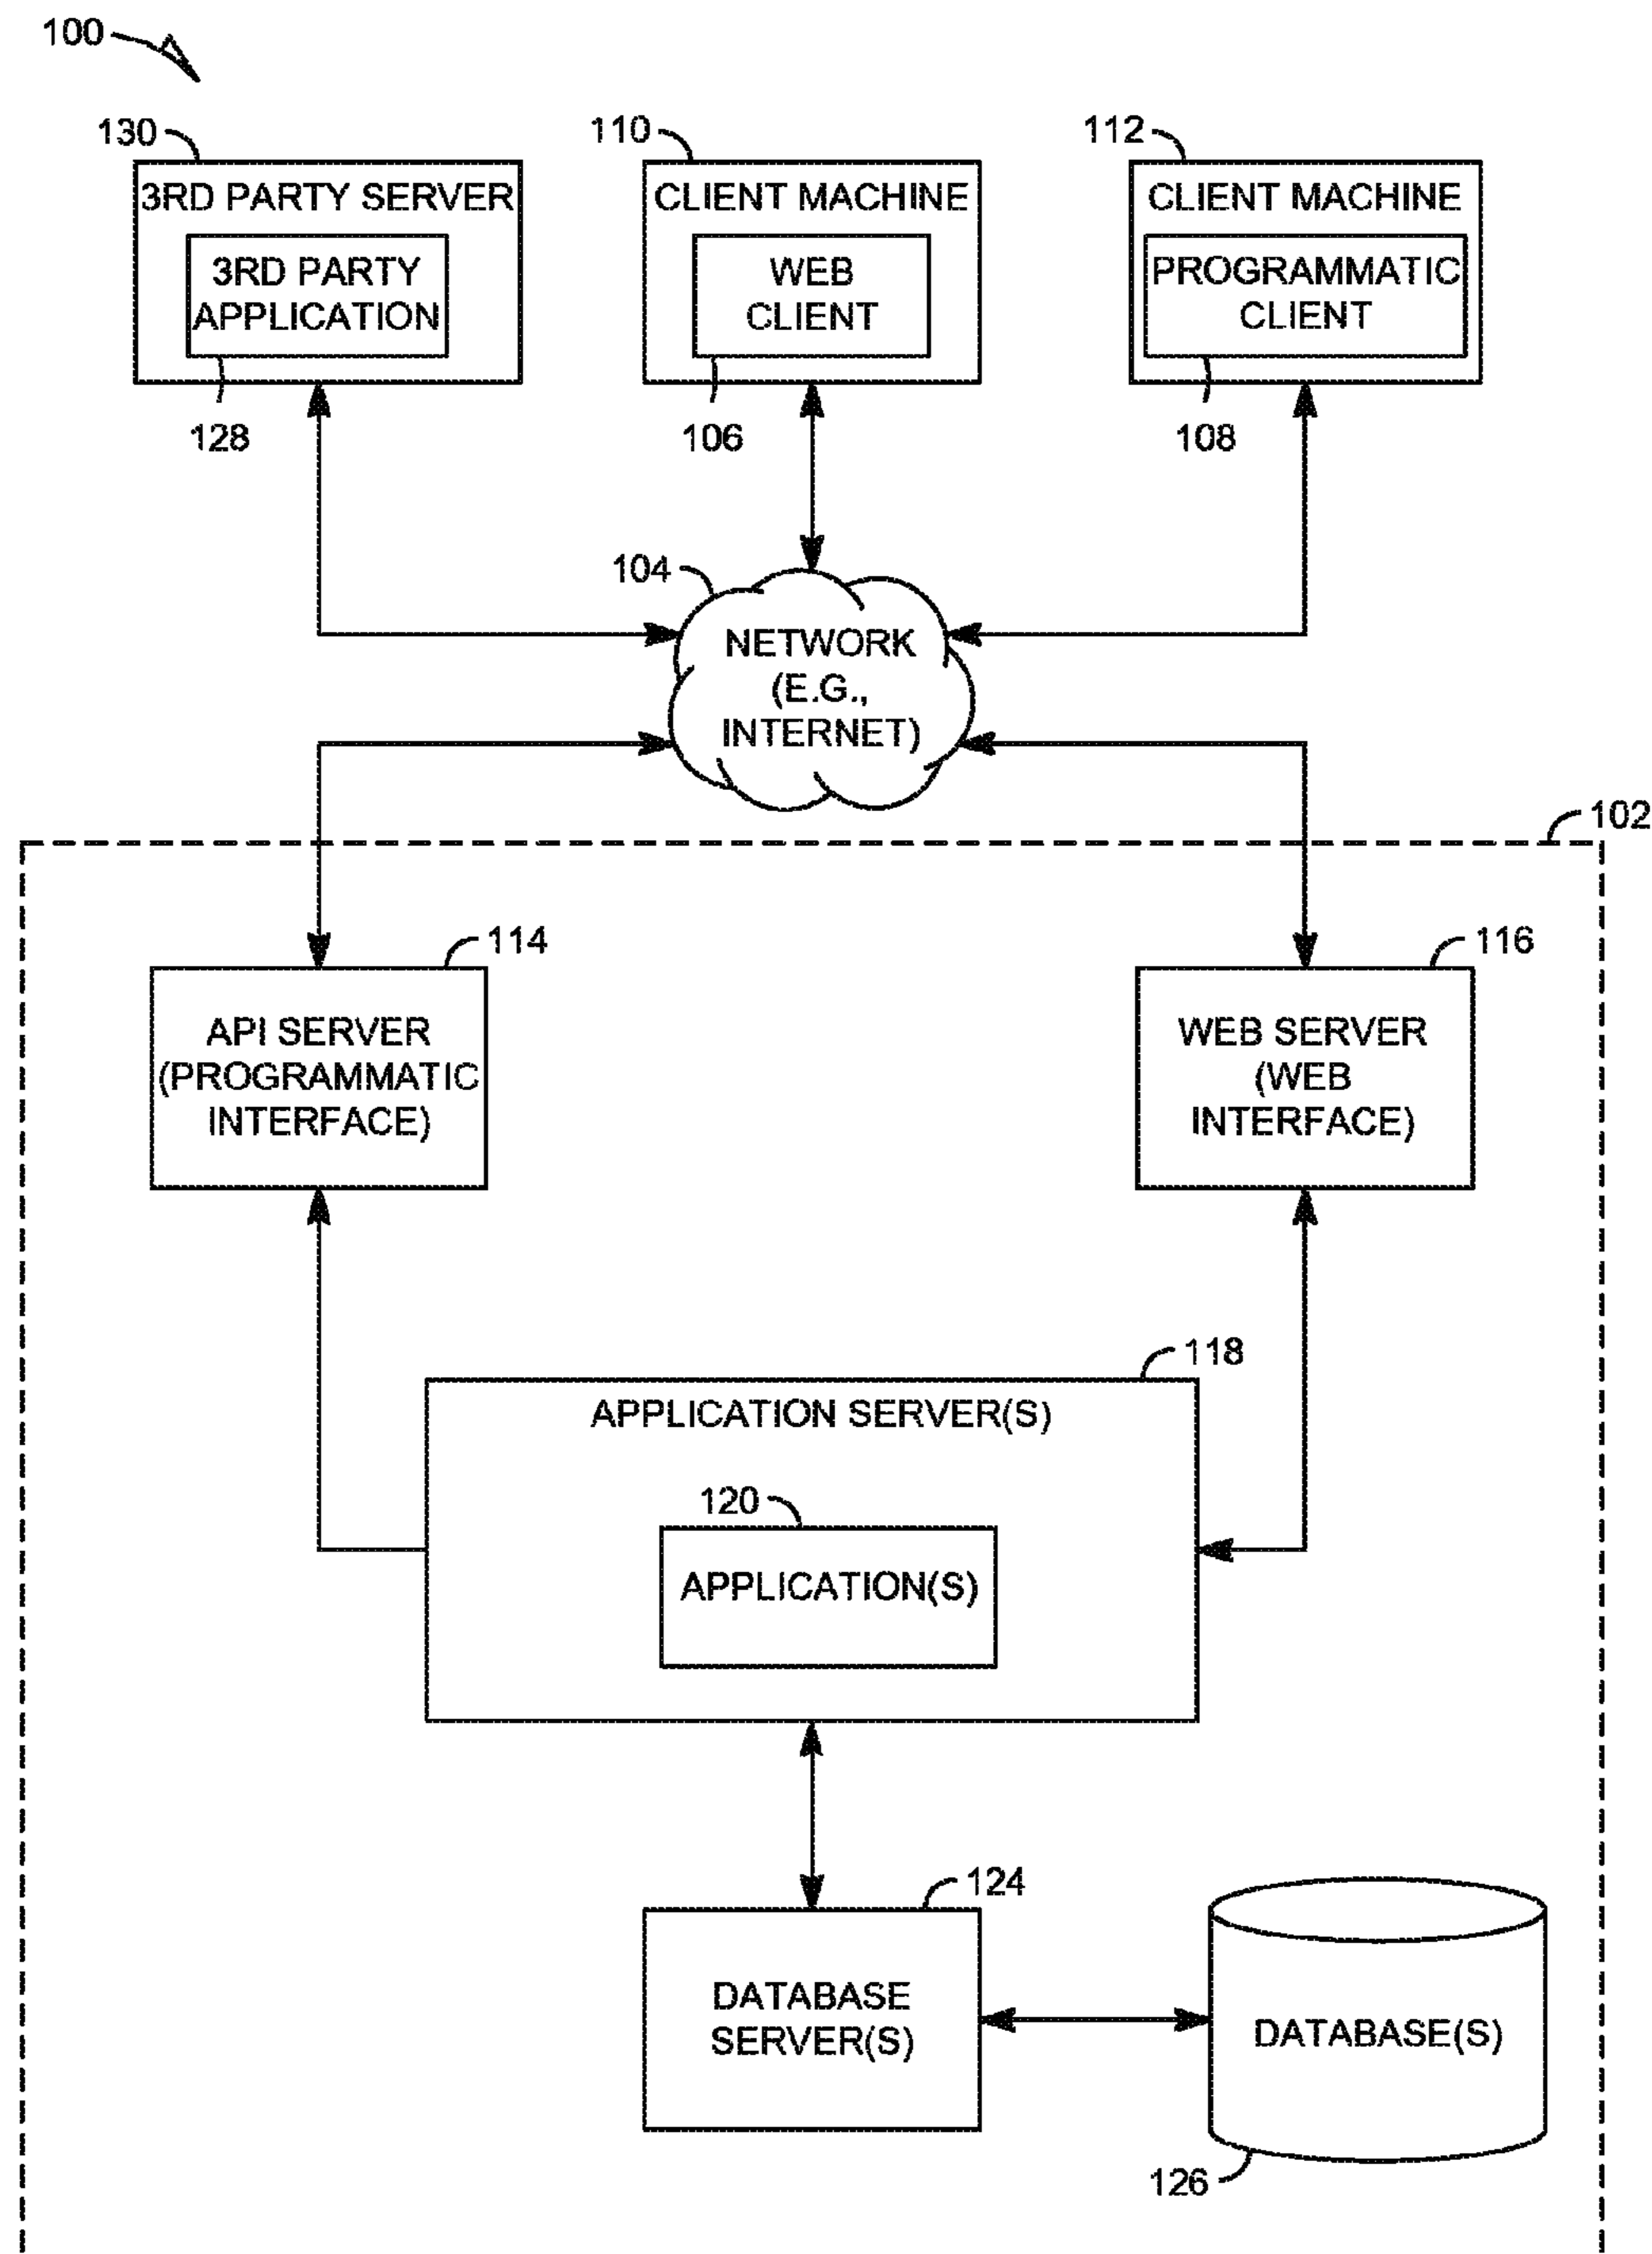 100
130
110
112
3RD PARTY SERVER
CLIENT MACHINE
CLIENT MACHINE
3RD PARTY
APPLICATION
WEB
CLIENT
PROGRAMMATIC
CLIENT
128
106
108
104
NETWORK
(E.G.,
INTERNET)
102
114
116
API SERVER
(PROGRAMMATIC
INTERFACE)
WEB SERVER
(WEB
INTERFACE)
118
APPLICATION SERVER(S)
120
APPLICATION(S)
124
DATABASE
SERVER(S)
DATABASE(S)
126